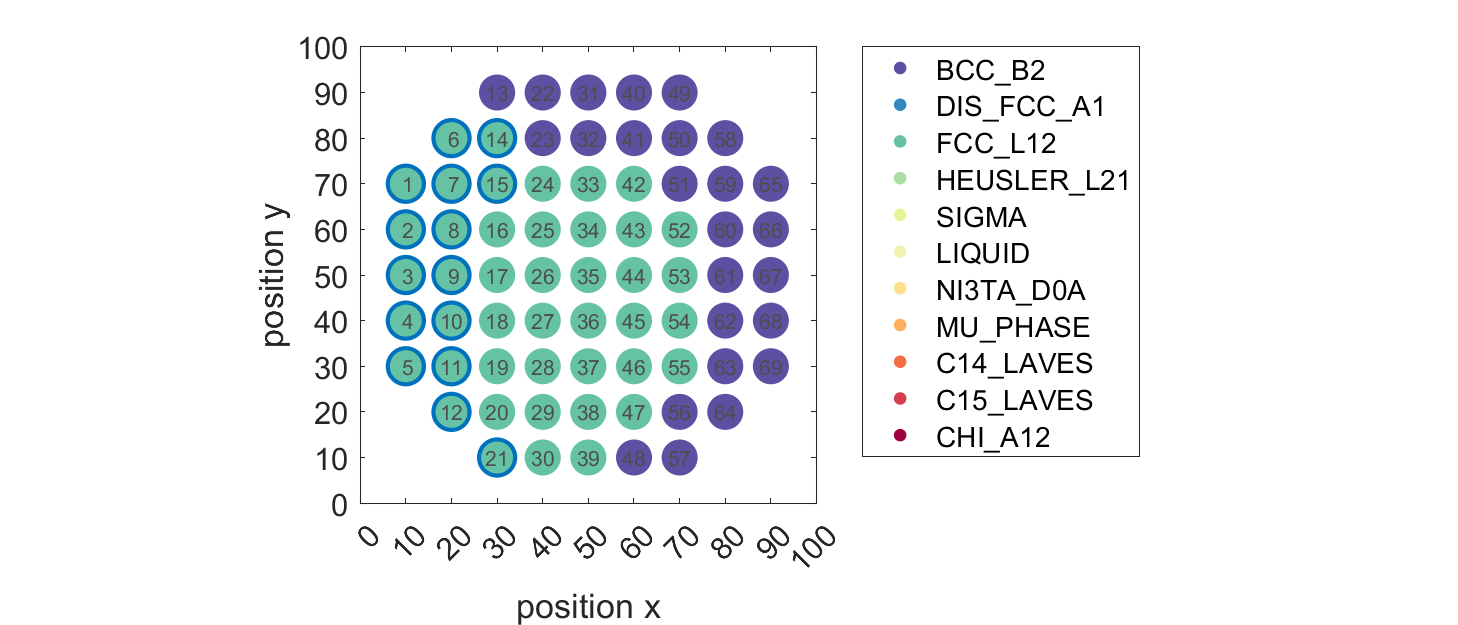 100
90 13 22 31 40 49
80 6 14 23 32 41 50 58
70 1 7 15 24 33 42 51 59 65
60 2 8 16 25 34 43 52 60 66
50 3 9 17 26 35 44 53 61 67
40 4 10 18 27 36 45 54 62 68
30 5 11 19 28 37 46 55 63 69
20 12 20 29 38 47 56 64
10 21 30 39 48 57
0
0 10 20 30 40 50 60 70 80 90 100
position x
position y
BCC_B2
DIS_FCC_A1
FCC_L12
HEUSLER_L21
SIGMA
LIQUID
NI3TA_D0A
MU_PHASE
C14_LAVES
C15_LAVES
CHI_A12